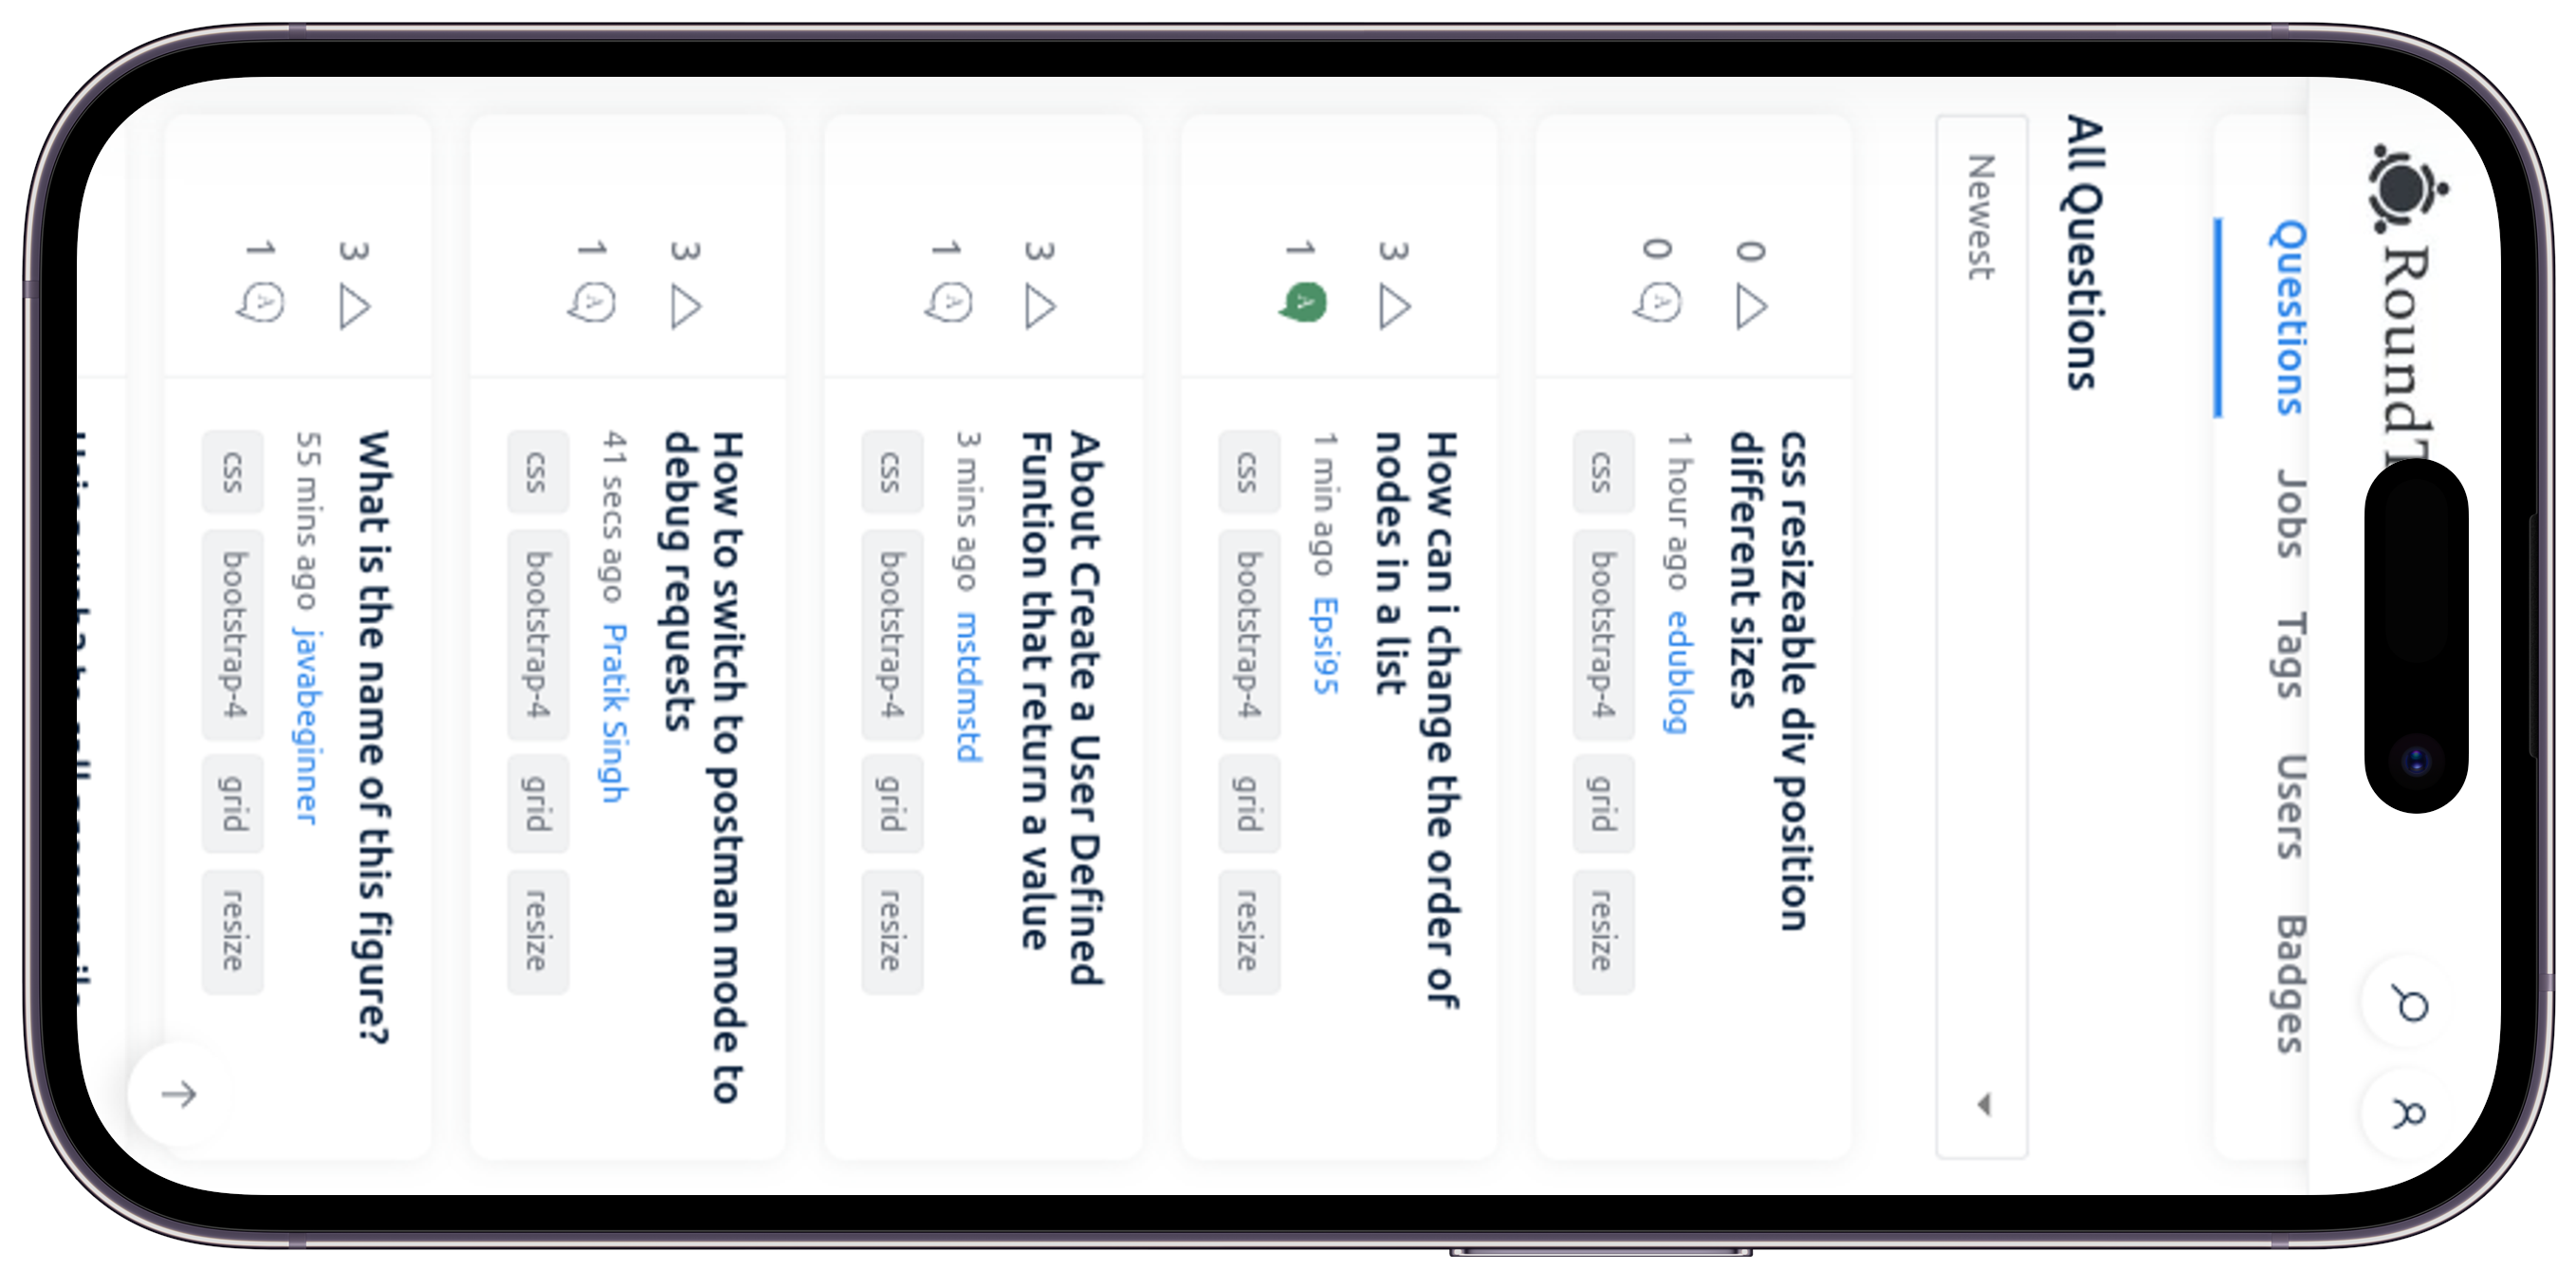 Round
Questions Jobs Tags Users Badges
All Questions
Newest
0
0 A
css resizeable div position
different sizes
1 hour ago edublog
css bootstrap-4 grid resize
3
1 A
How can i change the order of
nodes in a list
1 min ago Epsi95
css bootstrap-4 grid resize
3
1 A
About Create a User Defined
Funtion that return a value
3 mins ago mstdmstd
css bootstrap-4 grid resize
3
1 A
How to switch to postman mode to
debug requests
41 secs ago Pratik Singh
css bootstrap-4 grid resize
3
1 A
What is the name of this figure?
55 mins ago javabeginner
css bootstrap-4 grid resize